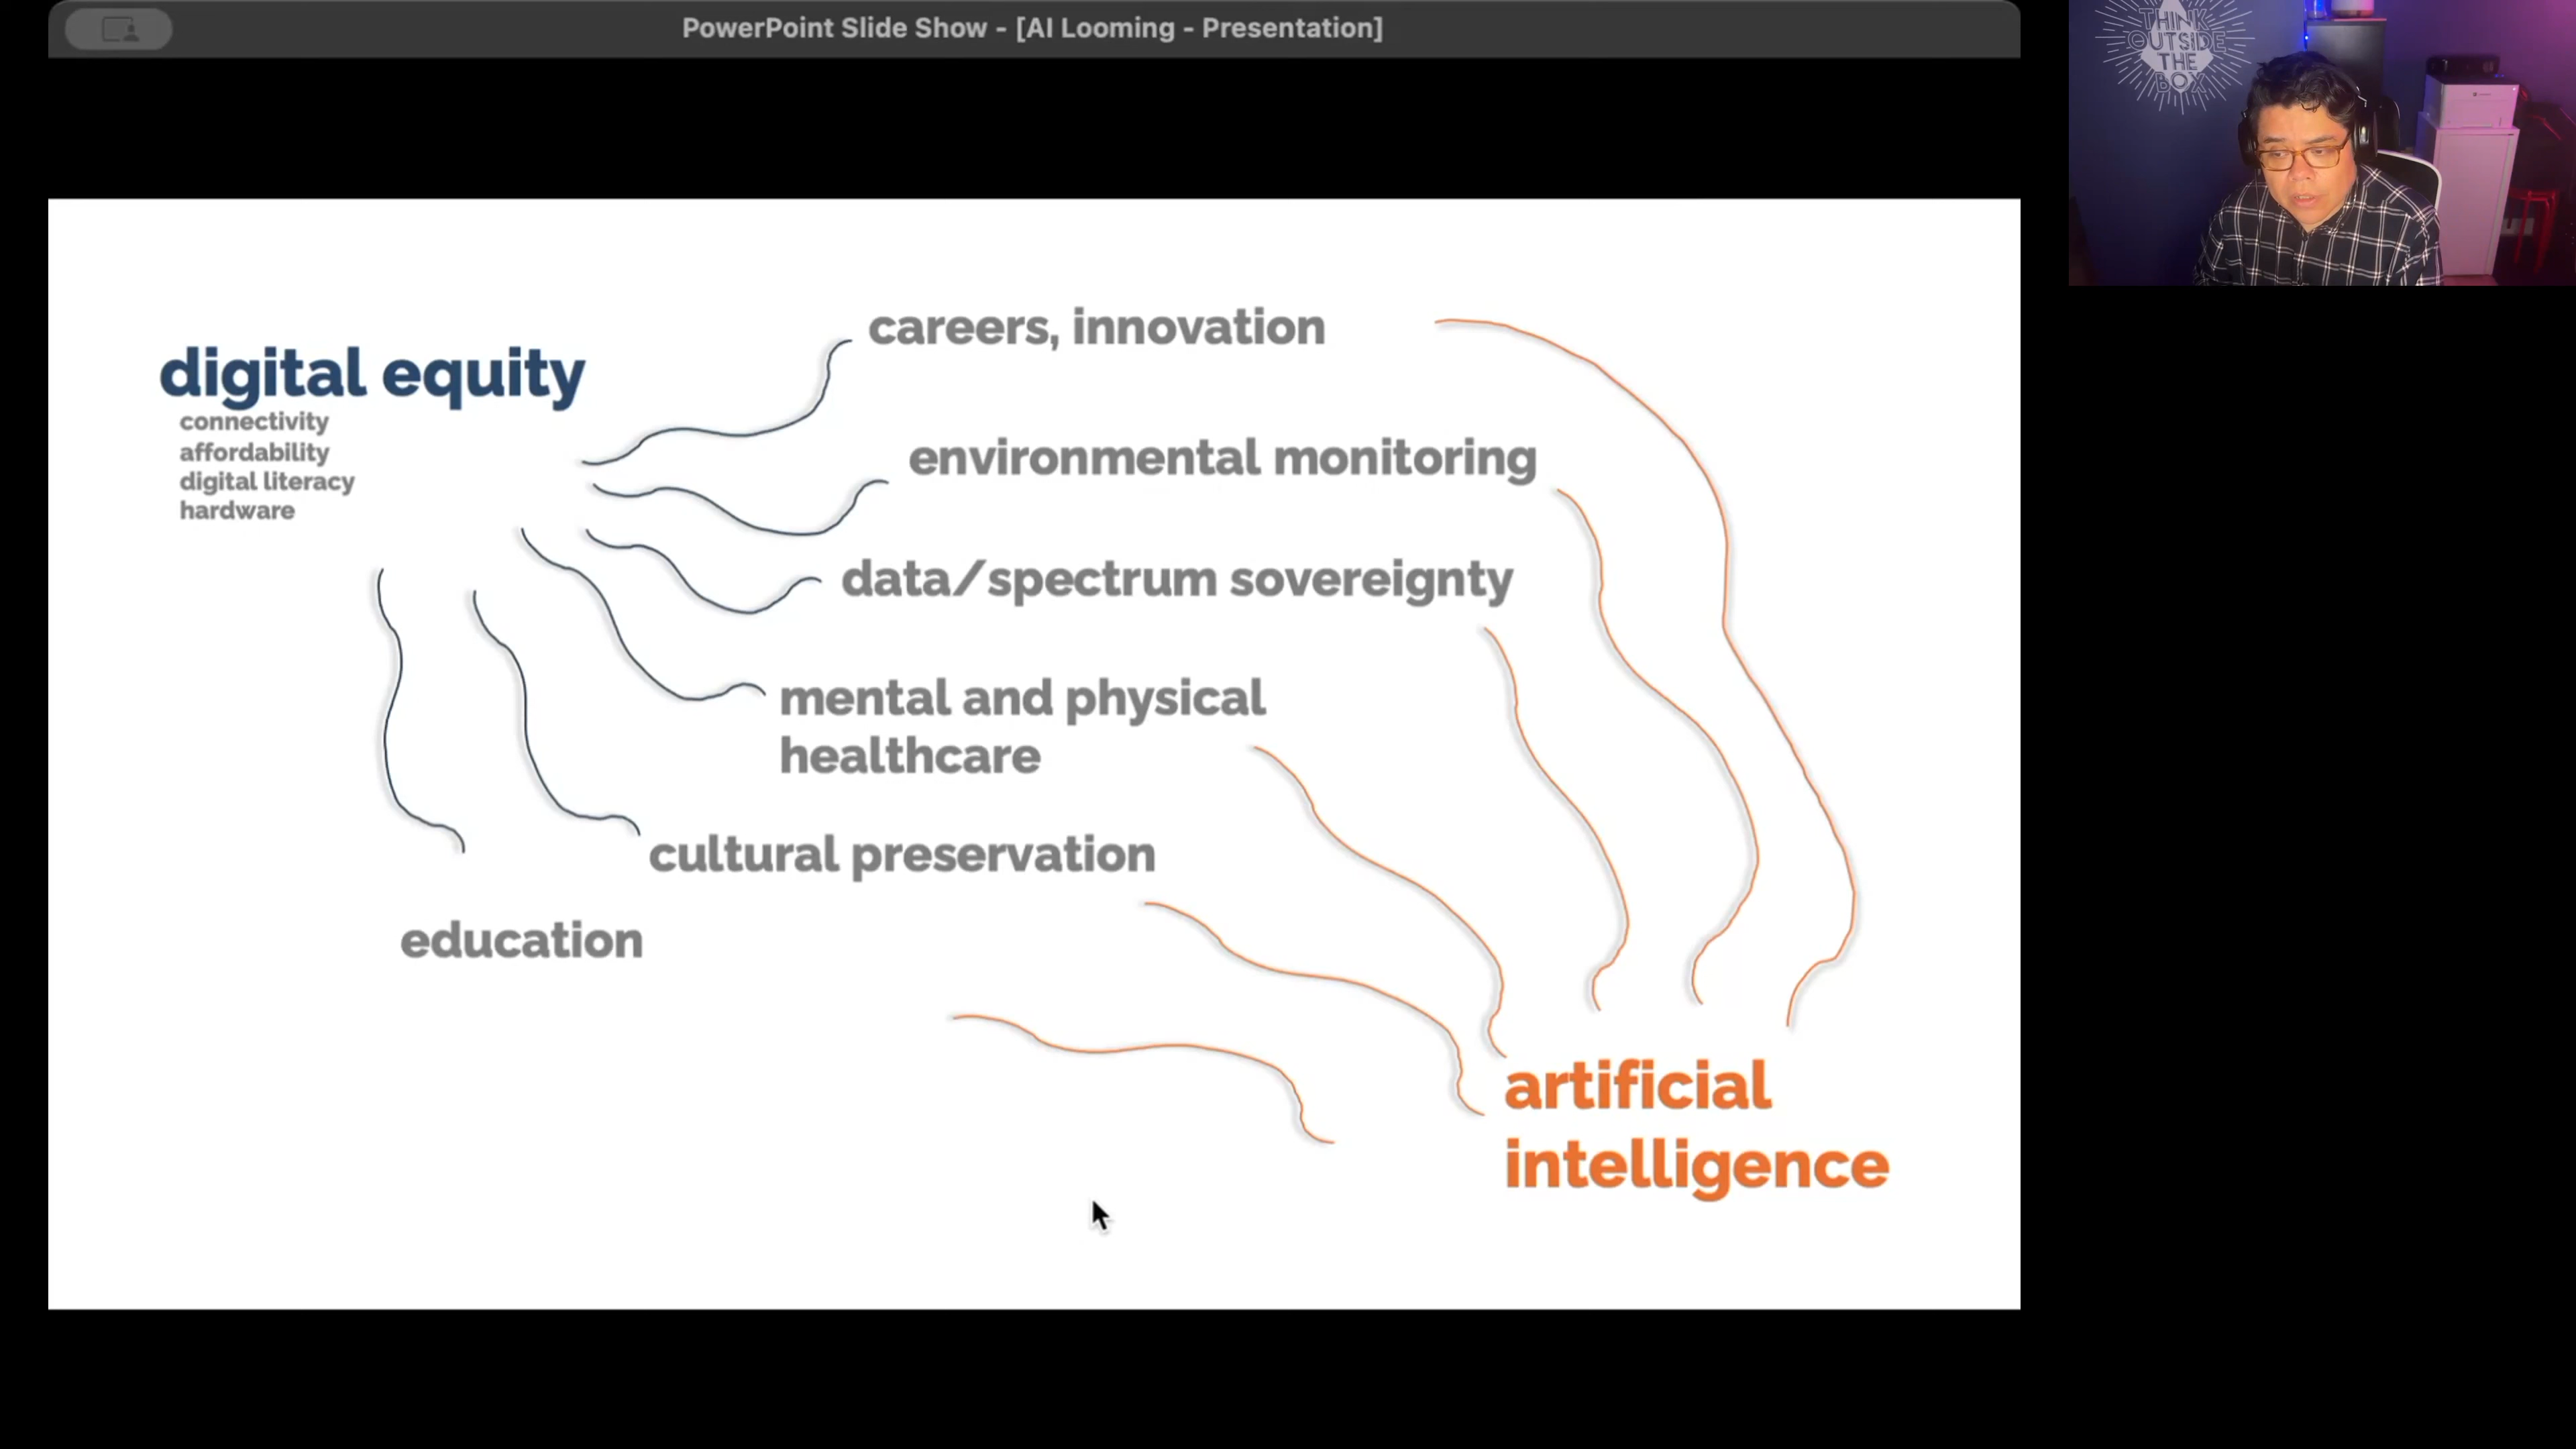 PowerPoint Slide Show - [AI Looming - Presentation]
THINK
OUTSIDE
THE
BOX
careers, innovation
digital equity
connectivity
affordability
digital literacy
hardware
environmental monitoring
data/spectrum sovereignty
mental and physical
healthcare
cultural preservation
education
artificial
intelligence